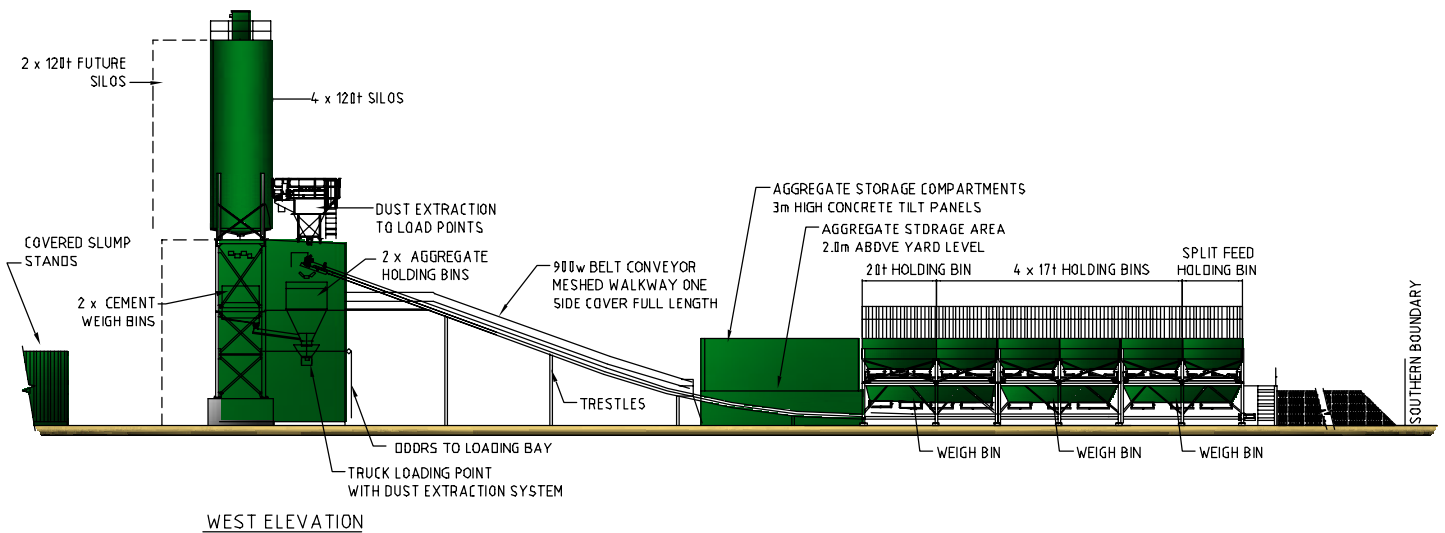 2 x 120t FUTURE
SILOS
4 x 120t SILOS
DUST EXTRACTION
TO LOAD POINTS
COVERED SLUMP
STANDS
2 x AGGREGATE
HOLDING BINS
2 x CEMENT
WEIGH BINS
900w BELT CONVEYOR
MESHED WALKWAY ONE
SIDE COVER FULL LENGTH
AGGREGATE STORAGE COMPARTMENTS
3m HIGH CONCRETE TILT PANELS
AGGREGATE STORAGE AREA
2.0m ABOVE YARD LEVEL
20t HOLDING BIN
4 x 17t HOLDING BINS
SPLIT FEED
HOLDING BIN
SOUTHERN BOUNDARY
TRESTLES
DOORS TO LOADING BAY
TRUCK LOADING POINT
WITH DUST EXTRACTION SYSTEM
WEIGH BIN
WEIGH BIN
WEIGH BIN
WEST ELEVATION